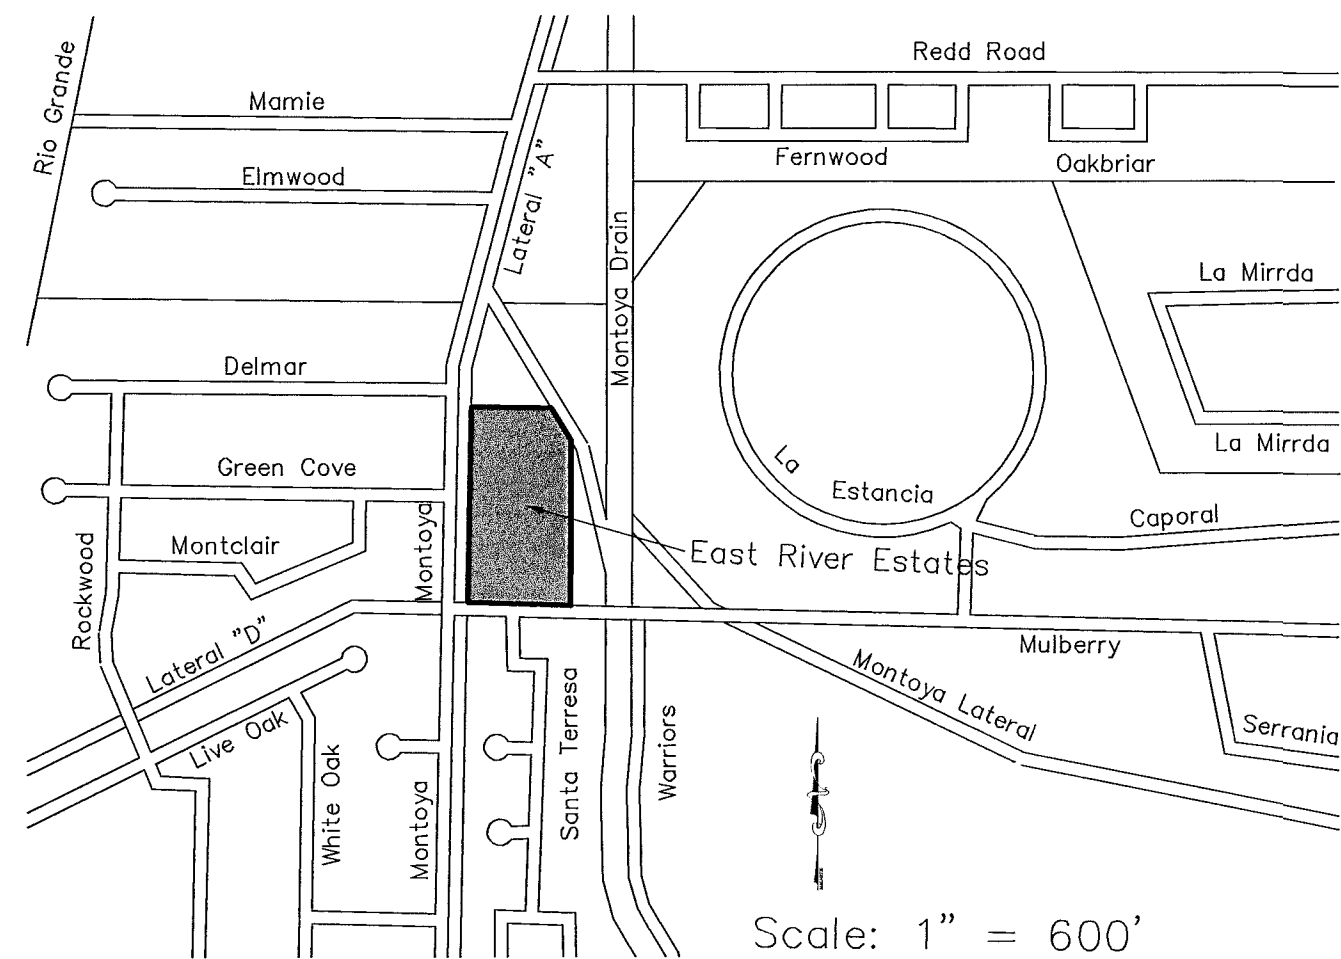 Redd Road
Rio Grande
Mamie
Lateral "A"
Fernwood
Oakbriar
Elmwood
Montoya Drain
La Mirrda
Delmar
La Mirrda
Green Cove
La
Estancia
Caporal
Montoya
Rockwood
Montclair
East River Estates
Lateral "D"
Mulberry
Montoya Lateral
Live Oak
White Oak
Montoya
Santa Terresa
Warriors
Serrania
Scale: 1" = 600'